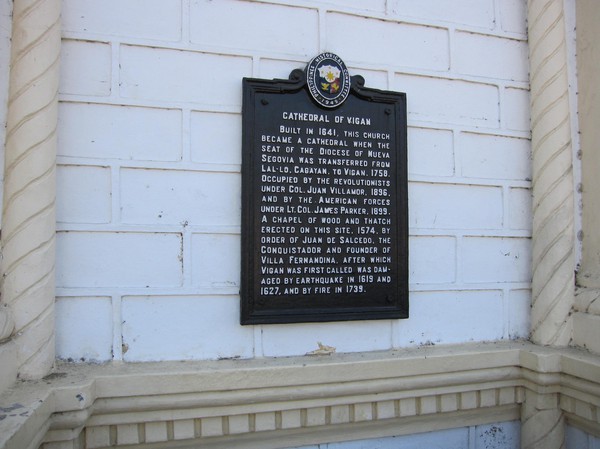 CATHEDRAL OF VIGAN
BUILT IN 1641, THIS CHURCH
BECAME A CATHEDRAL WHEN THE
SEAT OF THE DIOCESE OF NUEVA
SEGOVIA WAS TRANSFERRED FROM
LAL-LO, CAGAYAN, TO VIGAN, 1758.
OCCUPIED BY THE REVOLUTIONISTS
UNDER COL. JUAN VILLAMOR, 1896,
AND BY THE AMERICAN FORCES
UNDER LT. COL. JAMES PARKER, 1899.
A CHAPEL OF WOOD AND THATCH
ERECTED ON THIS SITE, 1574, BY
ORDER OF JUAN DE SALCEDO, THE
CONQUISTADOR AND FOUNDER OF
VILLA FERNANDINA, AFTER WHICH
VIGAN WAS FIRST CALLED WAS DAM-
AGED BY EARTHQUAKE IN 1619 AND
1627, AND BY FIRE IN 1739.